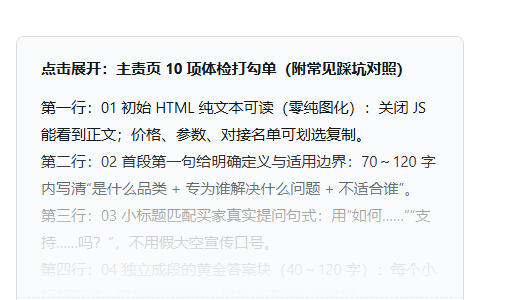 点击展开：主责页 10 项体检打勾单（附常见踩坑对照）
第一行：01 初始 HTML 纯文本可读（零纯图化）：关闭 JS
能看到正文；价格、参数、对接名单可划选复制。
第二行：02 首段第一句给明确定义与适用边界：70～120 字
内写清“是什么品类 + 专为谁解决什么问题 + 不适合谁”。
第三行：03 小标题匹配买家真实提问句式：用“如何……”“支
持……吗？”，不用假大空宣传口号。
第四行：04 独立成段的黄金答案块（40～120 字）：每个小